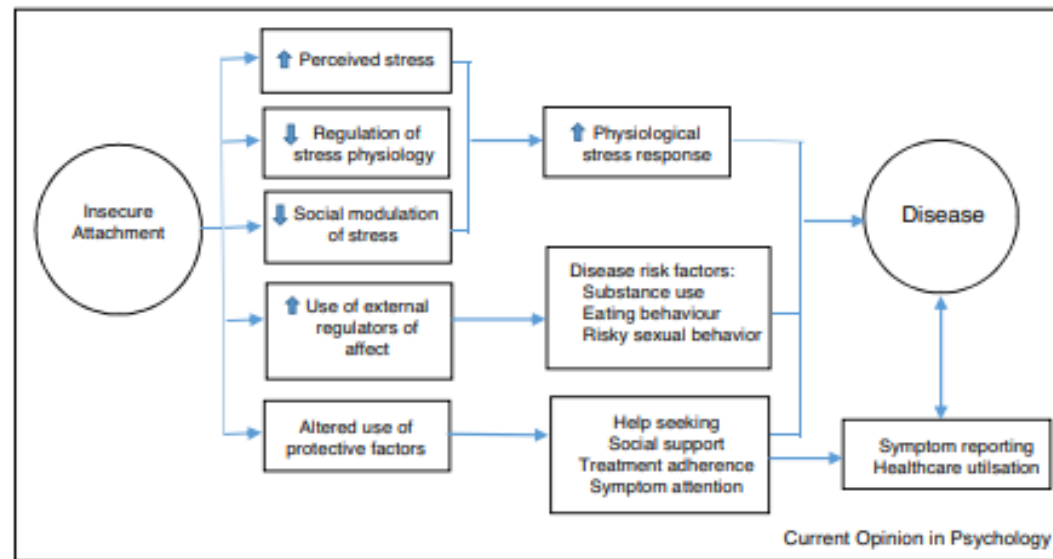 Perceived stress
Regulation of
stress physiology
Social modulation
of stress
Use of external
regulators of
affect
Altered use of
protective factors
Insecure
Attachment
Physiological
stress response
Disease risk factors:
Substance use
Eating behaviour
Risky sexual behavior
Help seeking
Social support
Treatment adherence
Symptom attention
Disease
Symptom reporting
Healthcare utilsation
Current Opinion in Psychology